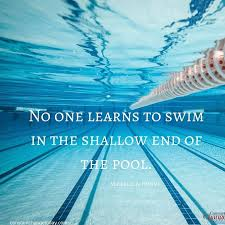 No one learns to swim
in the shallow end of
the pool.